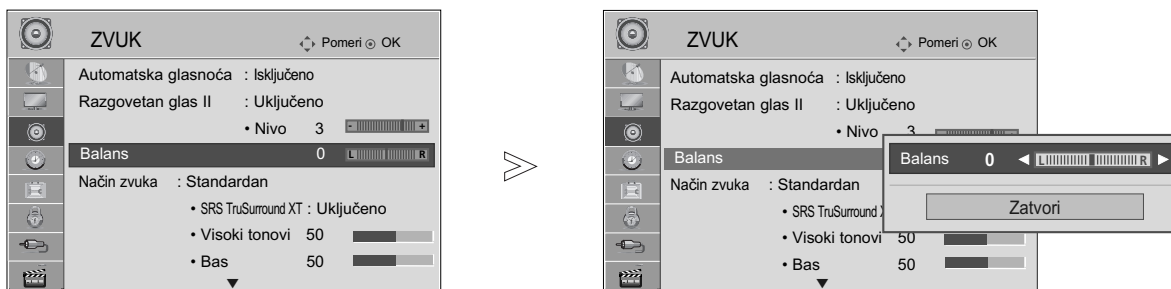 ZVUK
Pomeri OK
Automatska glasnoća : Isključeno
Razgovetan glas II : Uključeno
• Nivo 3 - +
Balans 0 L R
Način zvuka : Standardan
• SRS TruSurround XT : Uključeno
• Visoki tonovi 50
• Bas 50
ZVUK
Pomeri OK
Automatska glasnoća : Isključeno
Razgovetan glas II : Uključeno
• Nivo 3
Balans
Balans 0 L R
Način zvuka : Standardan
• SRS TruSurround
Zatvori
• Visoki tonovi 50
• Bas 50